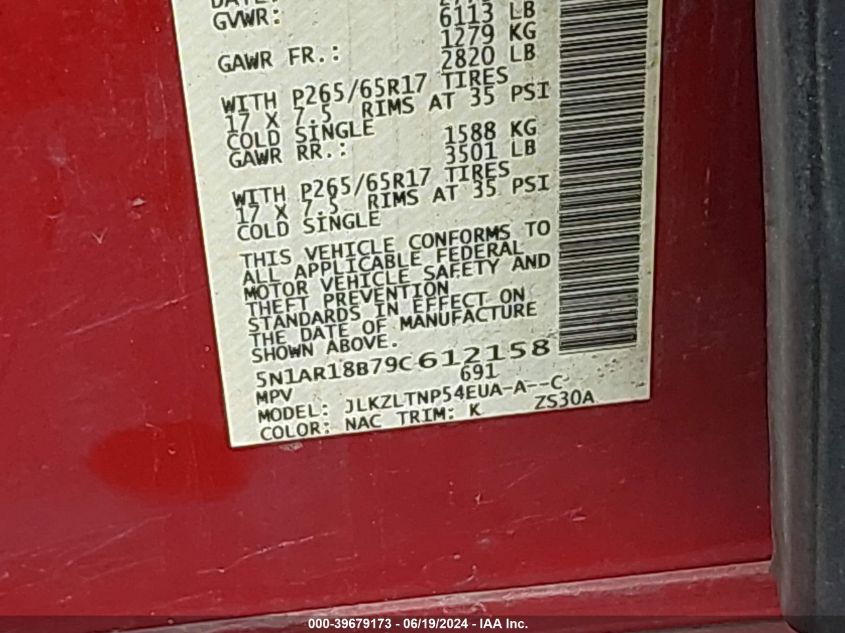 GVWR: 6113 LB
1279 KG
GAWR FR.: 2820 LB
WITH P265/65R17 TIRES
17 X 7.5 RIMS AT 35 PSI
COLD SINGLE
1588 KG
GAWR RR.: 3501 LB
WITH P265/65R17 TIRES
17 X 7.5 RIMS AT 35 PSI
COLD SINGLE
THIS VEHICLE CONFORMS TO
ALL APPLICABLE FEDERAL
MOTOR VEHICLE SAFETY AND
THEFT PREVENTION
STANDARDS IN EFFECT ON
THE DATE OF MANUFACTURE
SHOWN ABOVE.
5N1AR18B79C612158
MPV 691
MODEL: JLKZLTNP54EUA-A--C
COLOR: NAC TRIM: K ZS30A
000-39679173 - 06/19/2024 - IAA Inc.